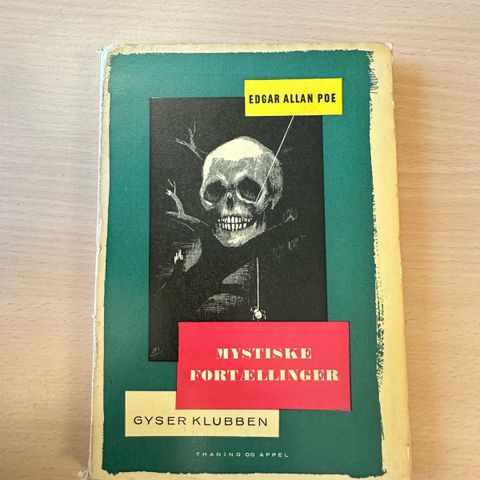 EDGAR ALLAN POE
MYSTISKE
FORTÆLLINGER
GYSER KLUBBEN
THANING OG APPEL